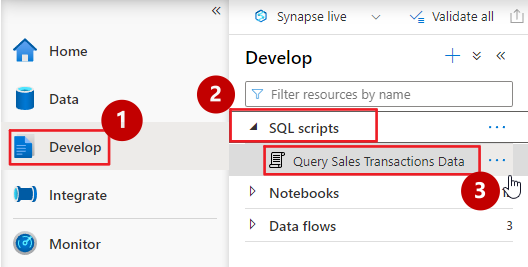 Home
Data
1
Develop
Integrate
Monitor
Synapse live
Validate all
Develop
Filter resources by name
2
SQL scripts
Query Sales Transactions Data
3
Notebooks
Data flows 3